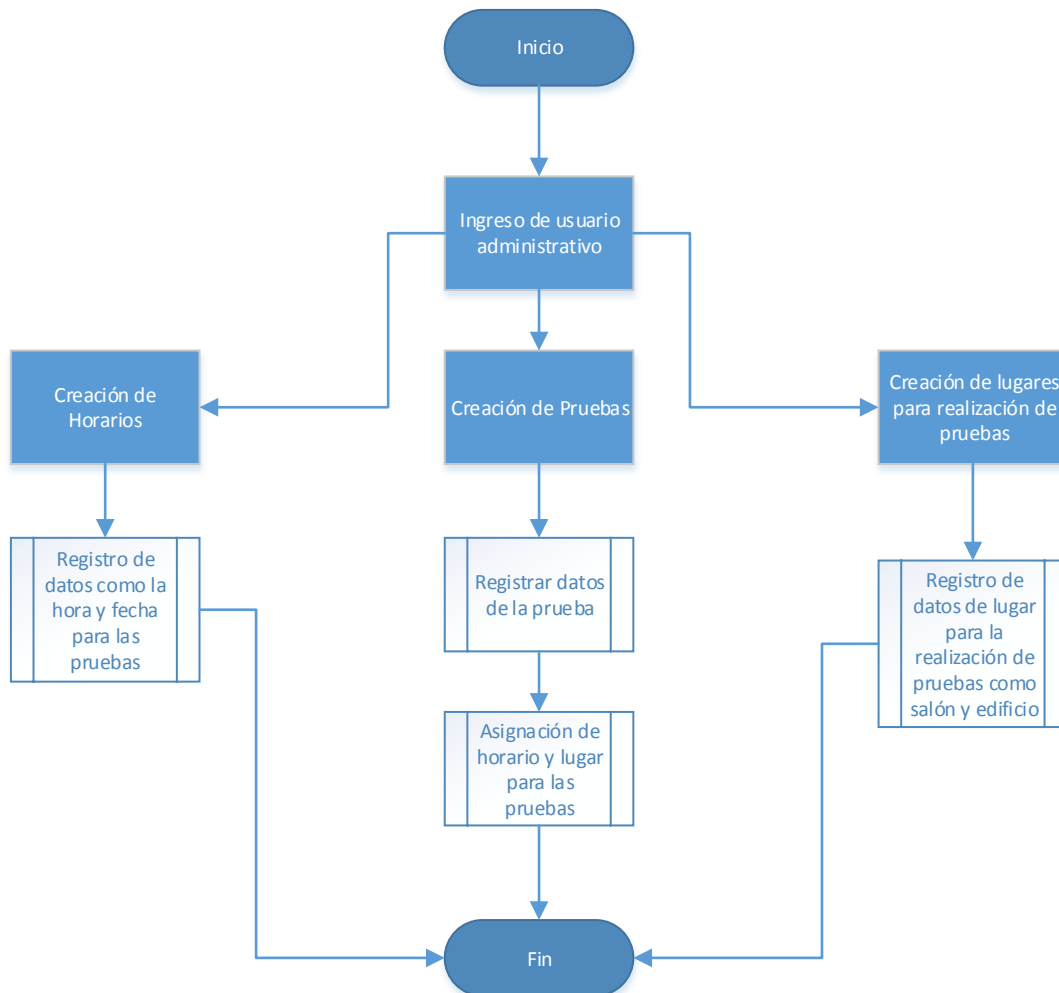 Inicio
Ingreso de usuario
administrativo
Creación de
Horarios
Creación de Pruebas
Creación de lugares
para realización de
pruebas
Registro de
datos como la
hora y fecha
para las
pruebas
Registrar datos
de la prueba
Registro de
datos de lugar
para la
realización de
pruebas como
salón y edificio
Asignación de
horario y lugar
para las
pruebas
Fin